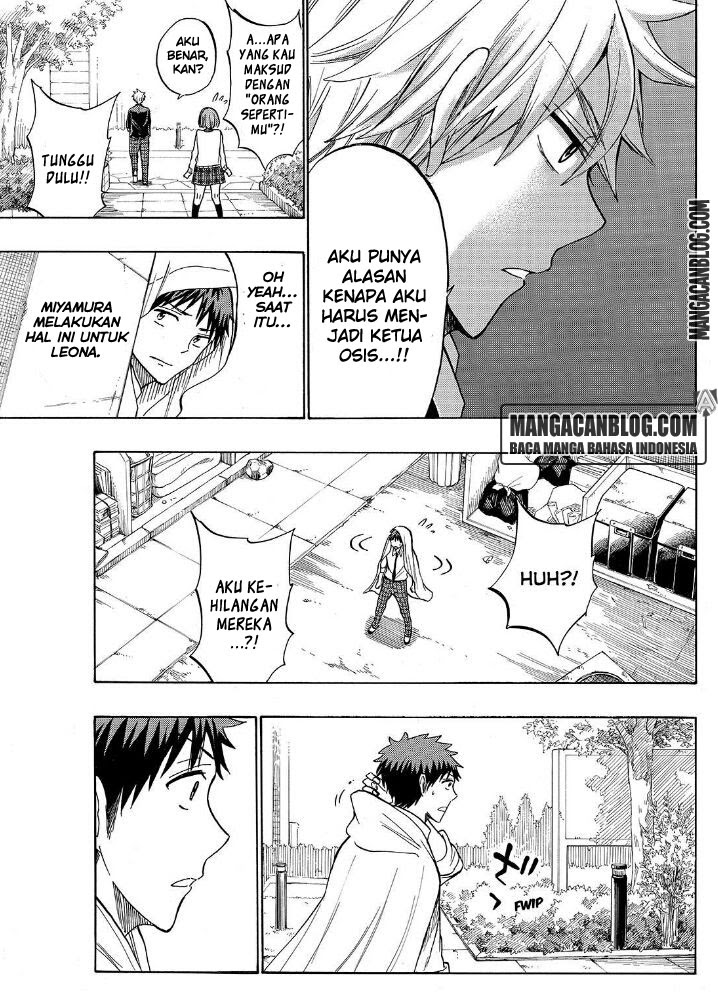 AKU PUNYA
ALASAN
KENAPA AKU
HARUS MEN-
JADI KETUA
OSIS...!!
A...APA
YANG KAU
MAKSUD
DENGAN
"ORANG
SEPERTI-
MU"?!
AKU
BENAR,
KAN?
TUNGGU
DULU!!
OH
YEAH...
SAAT
ITU...
MIYAMURA
MELAKUKAN
HAL INI UNTUK
LEONA.
MANGACANBLOG.COM
MANGACANBLOG.COM
BACA MANGA BAHASA INDONESIA
HUH?!
AKU KE-
HILANGAN
MEREKA
...?!
FWIP